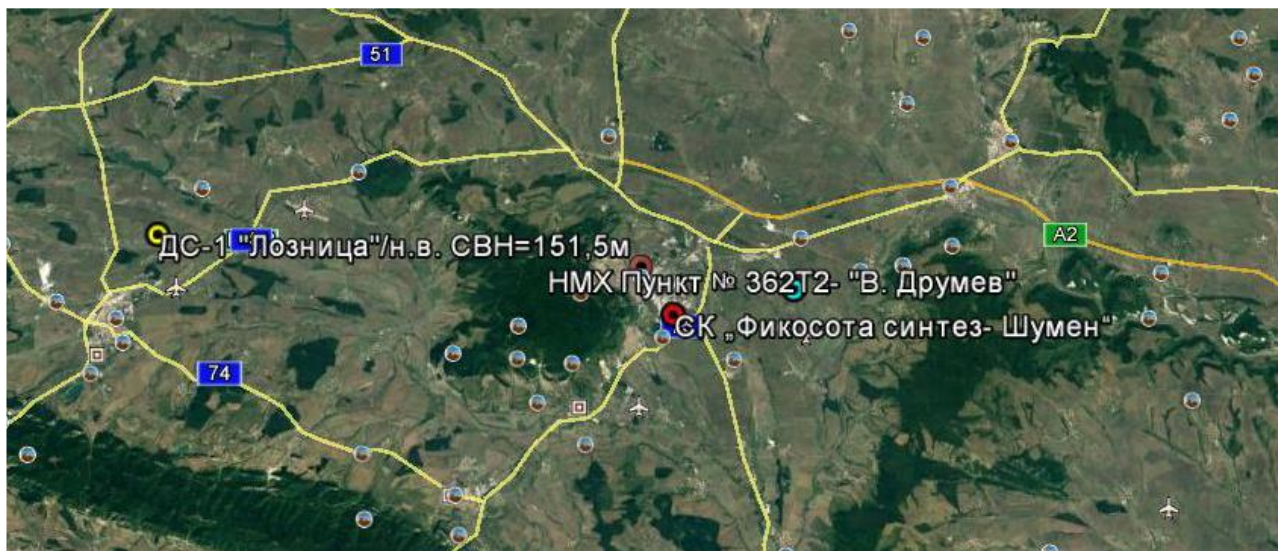 51
ДС-1 "Лозница"/н.в. СВН=151,5м
A2
НМХ Пункт № 362Т2- "В. Друмев"
СК „Фикосота синтез- Шумен“
74